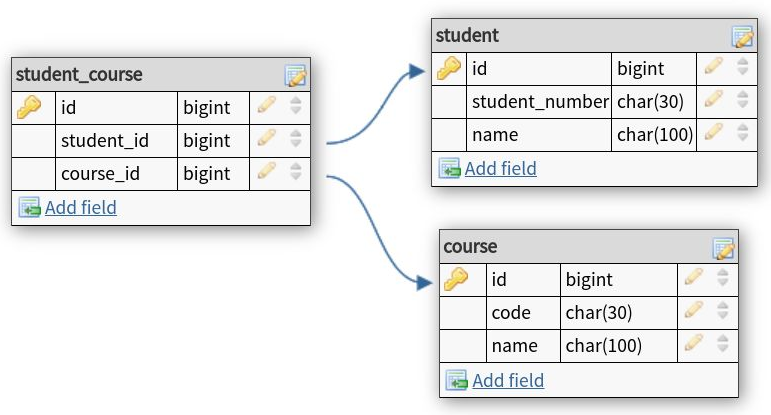 student_course
id bigint
student_id bigint
course_id bigint
Add field
student
id bigint
student_number char(30)
name char(100)
Add field
course
id bigint
code char(30)
name char(100)
Add field